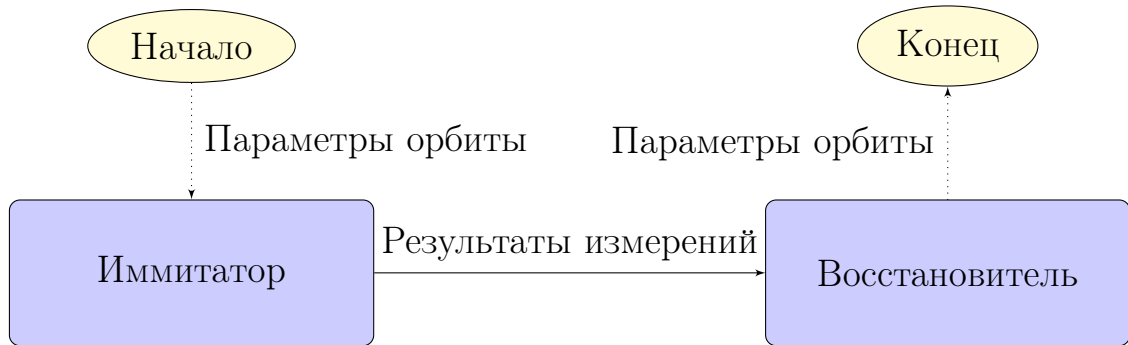 Начало
Конец
Параметры орбиты
Параметры орбиты
Результаты измерений
Иммитатор
Восстановитель